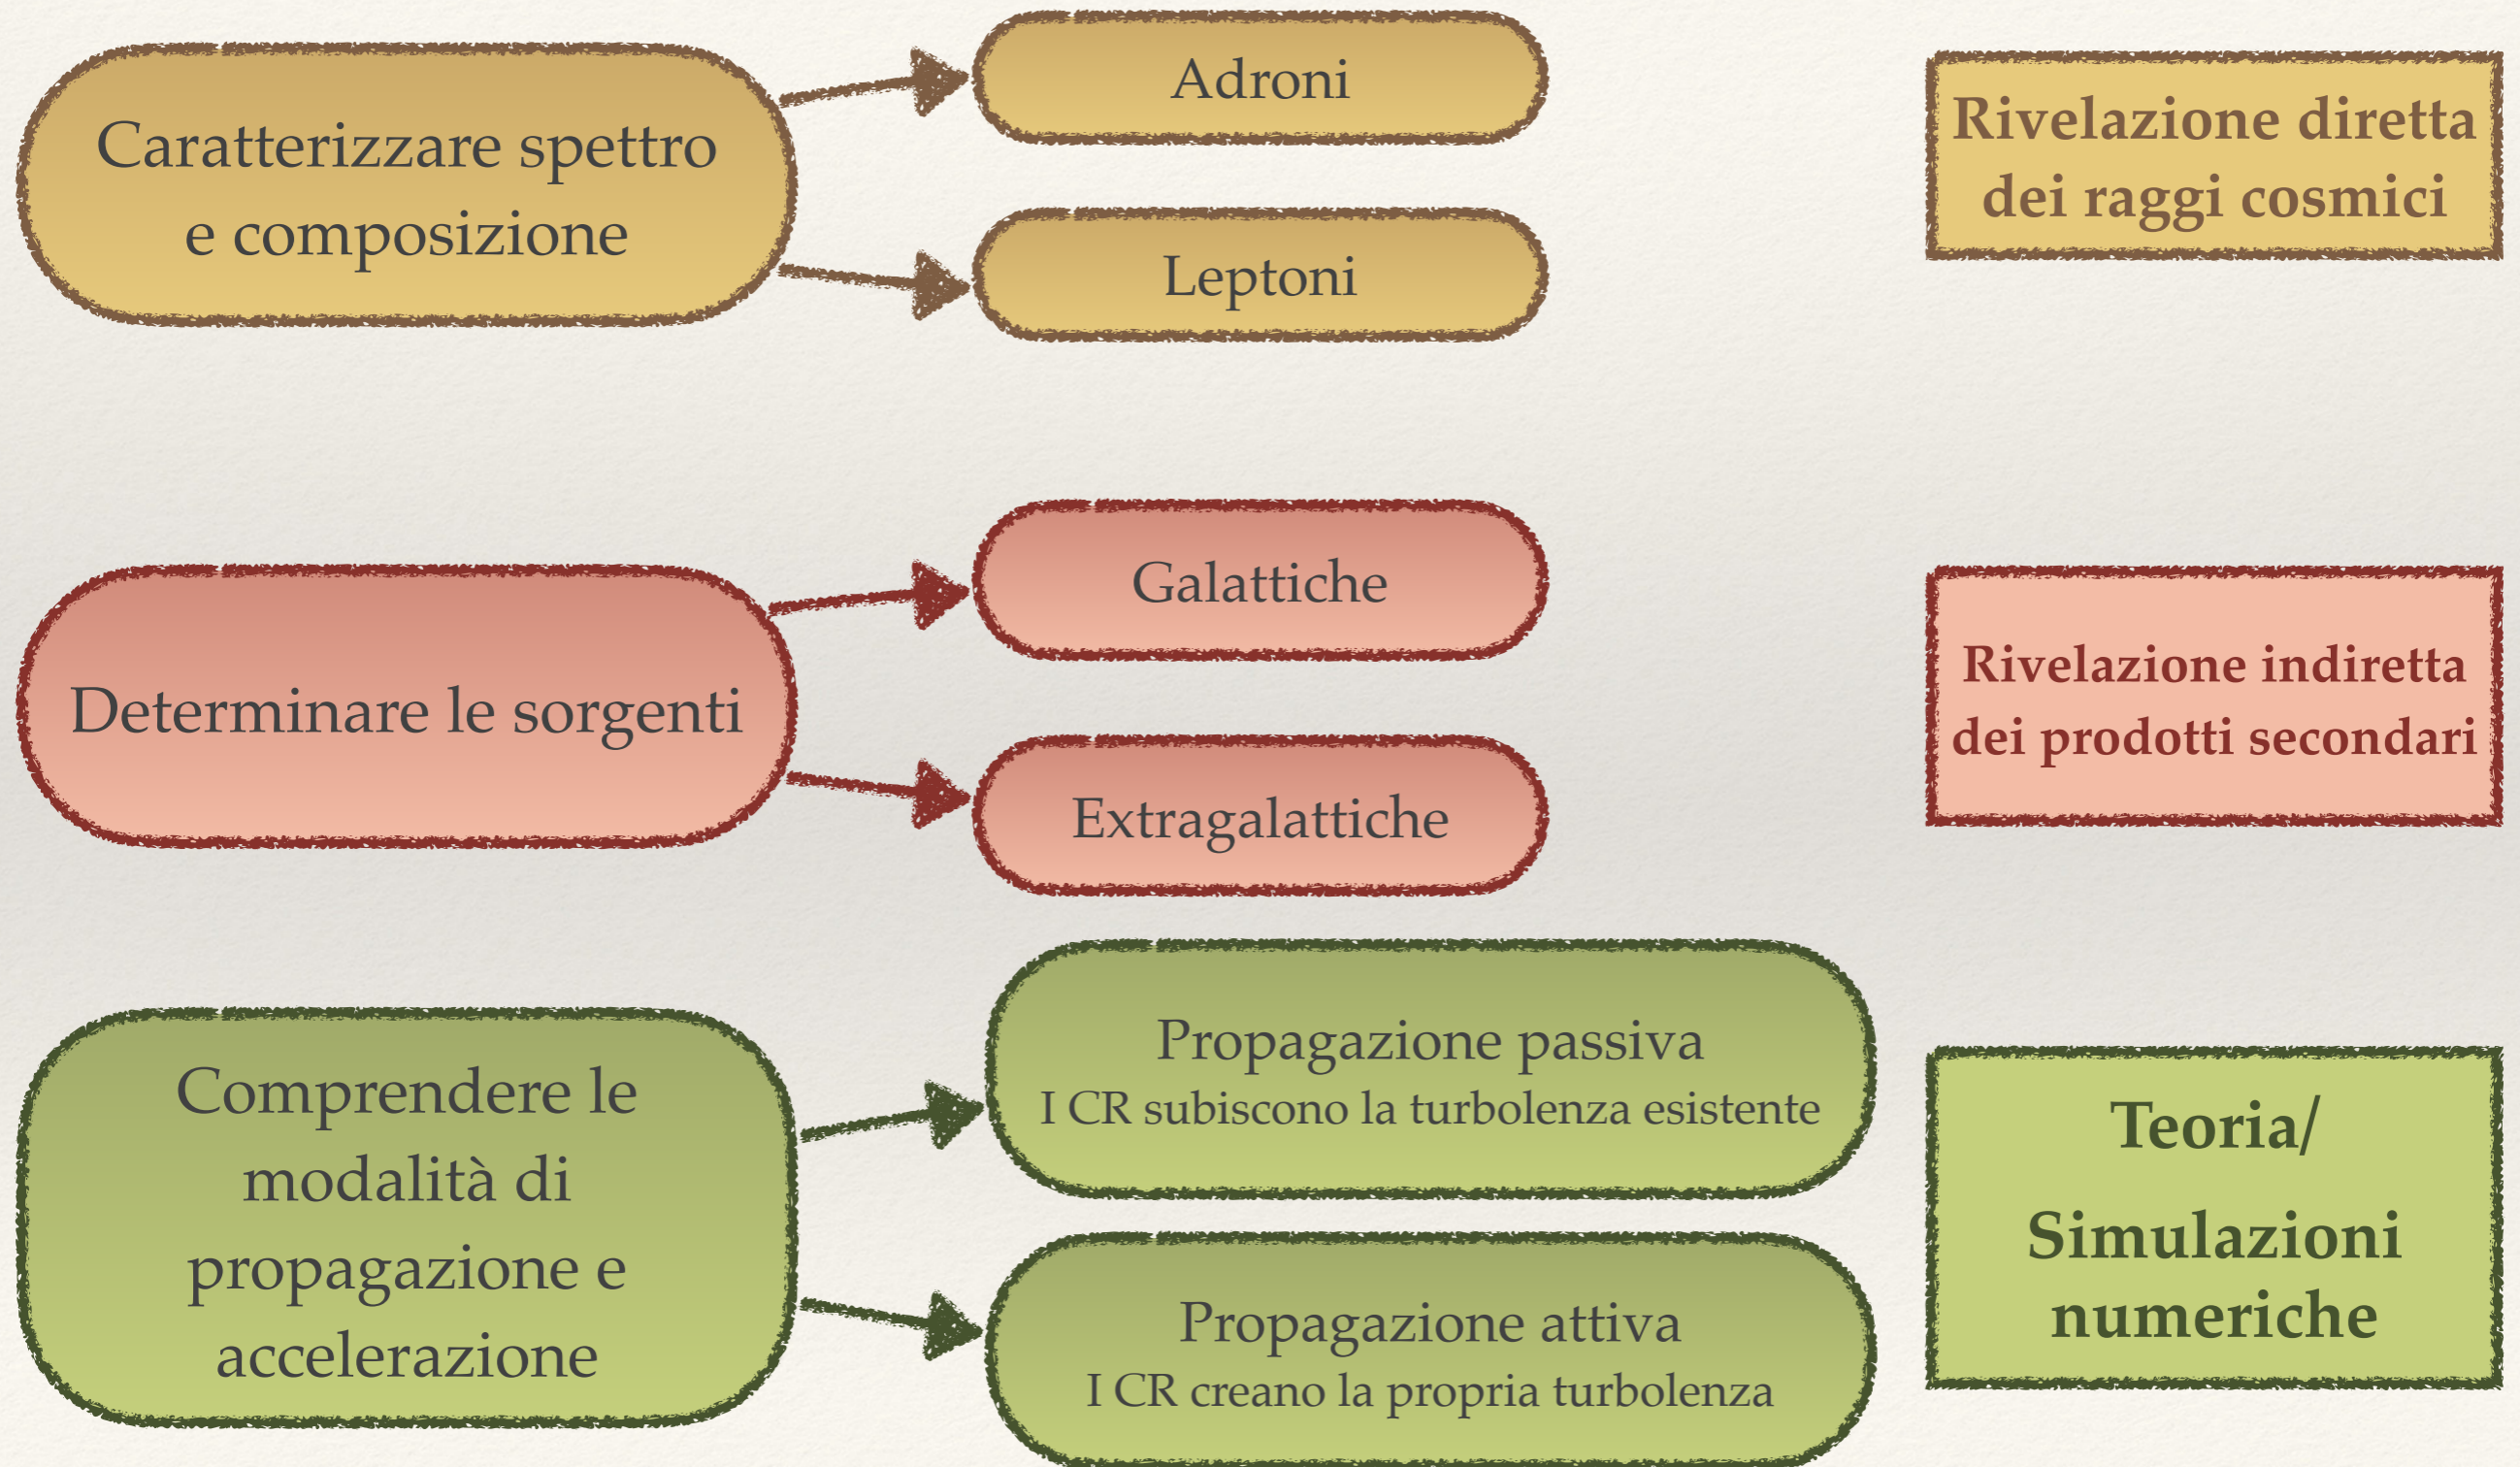 Caratterizzare spettro
e composizione
Adroni
Leptoni
Rivelazione diretta
dei raggi cosmici
Determinare le sorgenti
Galattiche
Extragalattiche
Rivelazione indiretta
dei prodotti secondari
Comprendere le
modalità di
propagazione e
accelerazione
Propagazione passiva
I CR subiscono la turbolenza esistente
Propagazione attiva
I CR creano la propria turbolenza
Teoria/
Simulazioni
numeriche